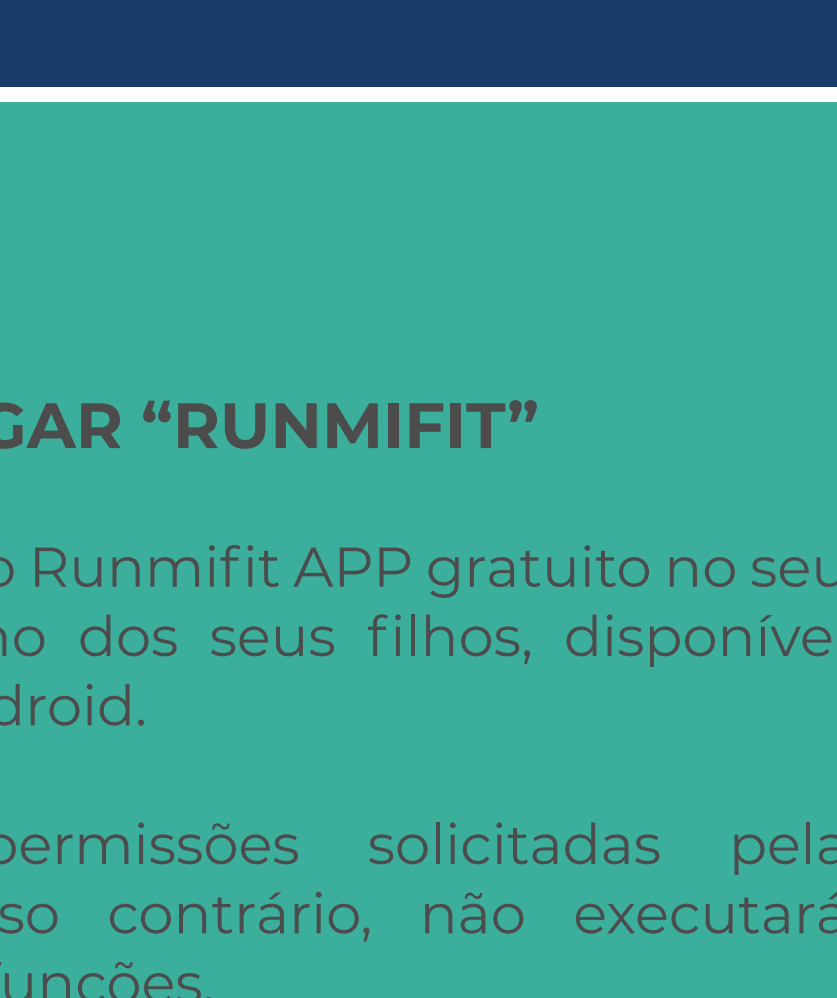 GAR “RUNMIFIT”
o Runmifit APP gratuito no seu
no dos seus filhos, disponíve
droid.
permissões solicitadas pela
so contrário, não executará
funções.